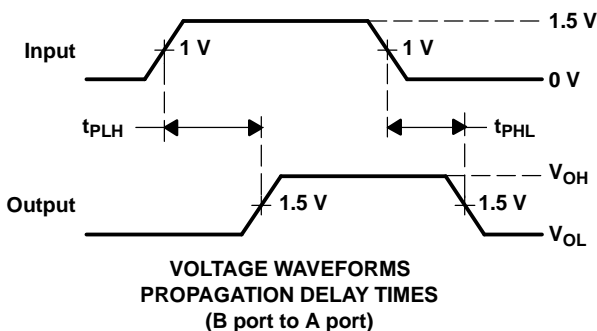 1.5 V
Input
1 V
1 V
0 V
tPLH
tPHL
VOH
Output
1.5 V
1.5 V
VOL
VOLTAGE WAVEFORMS
PROPAGATION DELAY TIMES
(B port to A port)